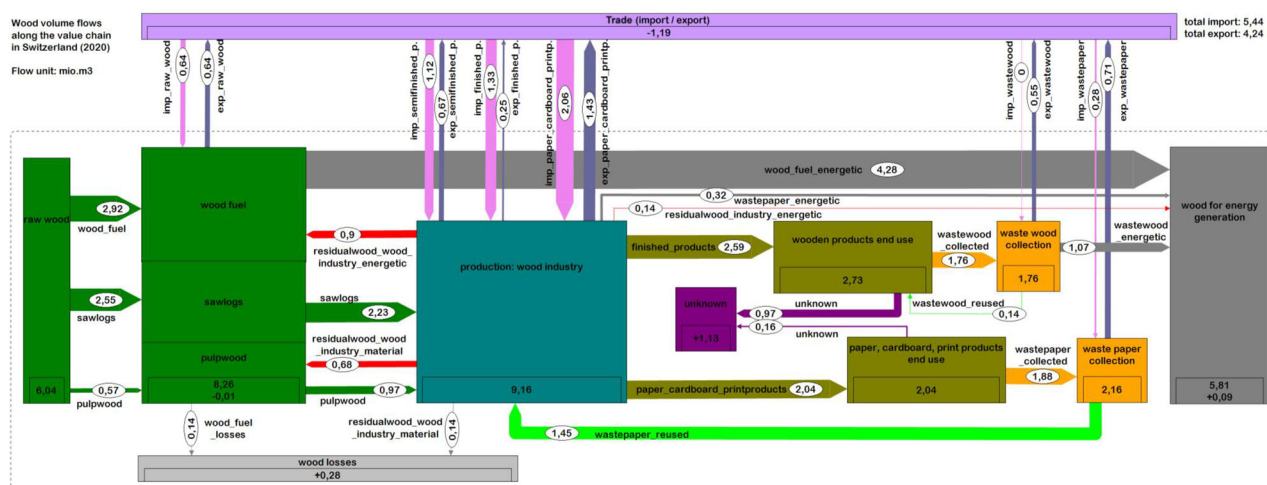 Wood volume flows
along the value chain
in Switzerland (2020)
Flow unit: mio.m3
Trade (import / export)
-1,19
total import: 5,44
total export: 4,24
imp_raw_wood
0,64
0,64
exp_raw_wood
imp_semifinished_p.
1,12
0,67
exp_semifinished_p.
imp_finished_p.
1,33
0,25
exp_finished_p.
imp_paper_cardboard_printp.
2,06
1,43
exp_paper_cardboard_printp.
imp_wastewood
0
0,55
exp_wastewood
imp_wastepaper
0,28
0,71
exp_wastepaper
raw wood
6,04
2,92
wood_fuel
2,55
sawlogs
0,57
pulpwood
wood fuel
sawlogs
pulpwood
8,26
-0,01
wood_fuel_energetic
4,28
0,32
wastepaper_energetic
0,14
residualwood_industry_energetic
0,9
residualwood_wood_
industry_energetic
sawlogs
2,23
residualwood_wood
_industry_material
0,68
0,97
pulpwood
production: wood industry
9,16
finished_products
2,59
wooden products end use
2,73
wastewood
_collected
1,76
waste wood
collection
1,76
wastewood
_energetic
1,07
wood for energy
generation
5,81
+0,09
unknown
+1,13
unknown
0,97
0,16
unknown
wastewood_reused
0,14
paper_cardboard_printproducts
2,04
paper, cardboard, print products
end use
2,04
wastepaper
_collected
1,88
waste paper
collection
2,16
1,45
wastepaper_reused
0,14
wood_fuel
_losses
residualwood_wood
_industry_material
0,14
wood losses
+0,28